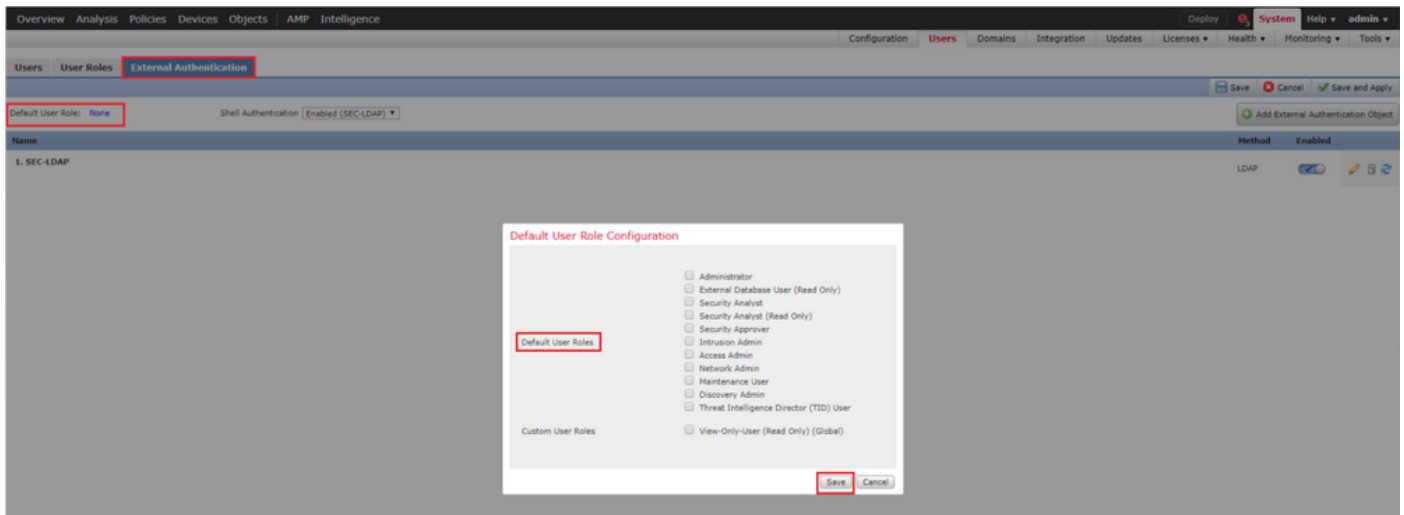 Overview Analysis Policies Devices Objects AMP Intelligence Deploy System Help admin
Configuration Users Domains Integration Updates Licenses Health Monitoring Tools
Users User Roles External Authentication
Save Cancel Save and Apply
Default User Role: None Shell Authentication Enabled (SEC-LDAP) Add External Authentication Object
Name Method Enabled
1. SEC-LDAP LDAP
Default User Role Configuration
Administrator
External Database User (Read Only)
Security Analyst
Security Analyst (Read Only)
Security Approver
Default User Roles Intrusion Admin
Access Admin
Network Admin
Maintenance User
Discovery Admin
Threat Intelligence Director (TID) User
Custom User Roles View-Only-User (Read Only) (Global)
Save Cancel